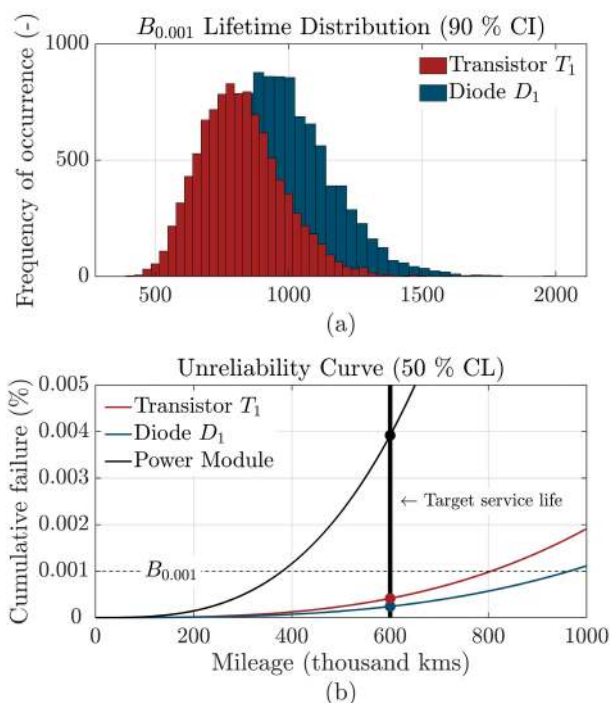 B0.001 Lifetime Distribution (90 % CI)
Frequency of occurrence (-)
1000
500
0
Transistor T1
Diode D1
500 1000 1500 2000
(a)
Unreliability Curve (50 % CL)
Cumulative failure (%)
0.005
0.004
0.003
0.002
0.001
0
Transistor T1
Diode D1
Power Module
← Target service life
B0.001
0 200 400 600 800 1000
Mileage (thousand kms)
(b)